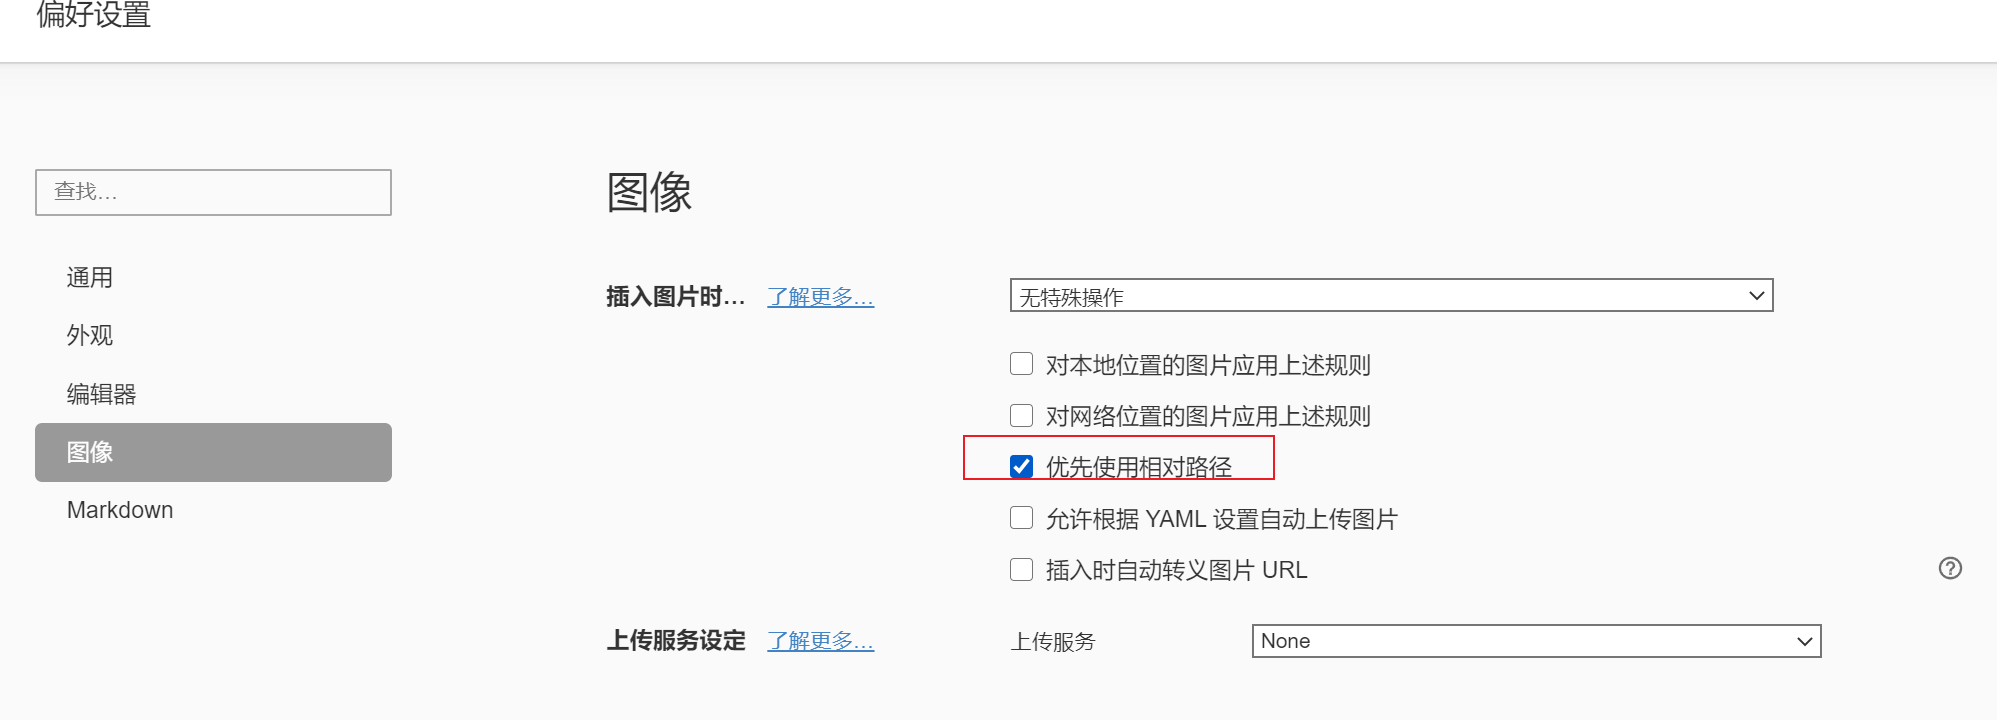 偏好设置
查找…
通用
外观
编辑器
图像
Markdown
图像
插入图片时… 了解更多… 无特殊操作
对本地位置的图片应用上述规则
对网络位置的图片应用上述规则
优先使用相对路径
允许根据 YAML 设置自动上传图片
插入时自动转义图片 URL
上传服务设定 了解更多… 上传服务 None